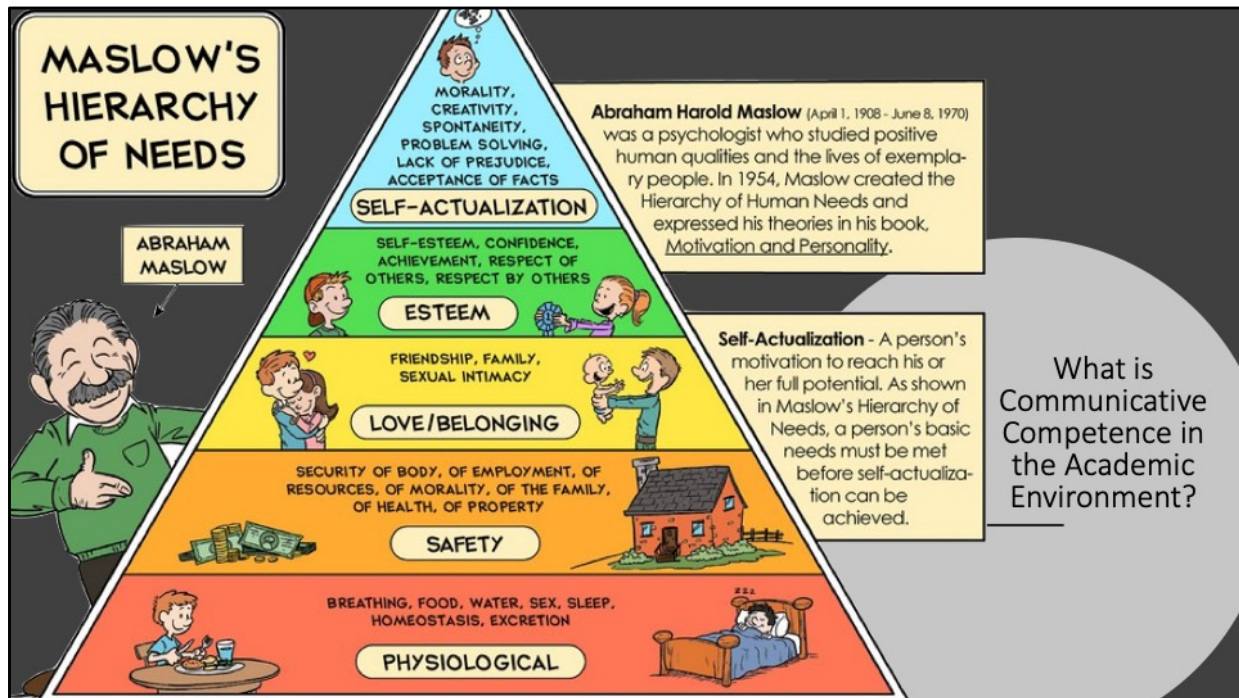 MASLOW'S
HIERARCHY
OF NEEDS
ABRAHAM
MASLOW
MORALITY,
CREATIVITY,
SPONTANEITY,
PROBLEM SOLVING,
LACK OF PREJUDICE,
ACCEPTANCE OF FACTS
SELF-ACTUALIZATION
SELF-ESTEEM, CONFIDENCE,
ACHIEVEMENT, RESPECT OF
OTHERS, RESPECT BY OTHERS
ESTEEM
FRIENDSHIP, FAMILY,
SEXUAL INTIMACY
LOVE/BELONGING
SECURITY OF BODY, OF EMPLOYMENT, OF
RESOURCES, OF MORALITY, OF THE FAMILY,
OF HEALTH, OF PROPERTY
SAFETY
BREATHING, FOOD, WATER, SEX, SLEEP,
HOMEOSTASIS, EXCRETION
PHYSIOLOGICAL
zzz
Abraham Harold Maslow (April 1, 1908 - June 8, 1970)
was a psychologist who studied positive
human qualities and the lives of exempla-
ry people. In 1954, Maslow created the
Hierarchy of Human Needs and
expressed his theories in his book,
Motivation and Personality.
Self-Actualization - A person's
motivation to reach his or
her full potential. As shown
in Maslow's Hierarchy of
Needs, a person's basic
needs must be met
before self-actualiza-
tion can be
achieved.
What is
Communicative
Competence in
the Academic
Environment?